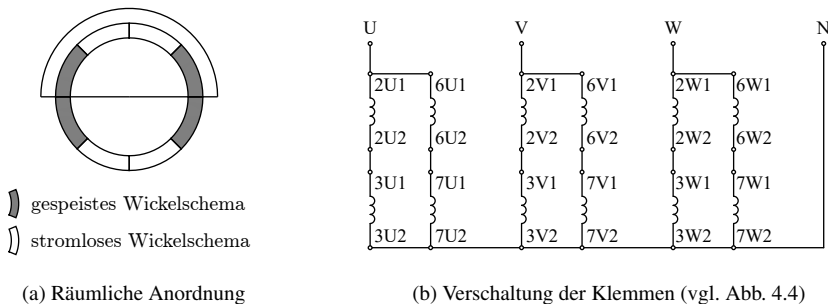 U V W N
2U1 6U1 2V1 6V1 2W1 6W1
2U2 6U2 2V2 6V2 2W2 6W2
3U1 7U1 3V1 7V1 3W1 7W1
3U2 7U2 3V2 7V2 3W2 7W2
gespeistes Wickelschema
stromloses Wickelschema
(a) Räumliche Anordnung
(b) Verschaltung der Klemmen (vgl. Abb. 4.4)